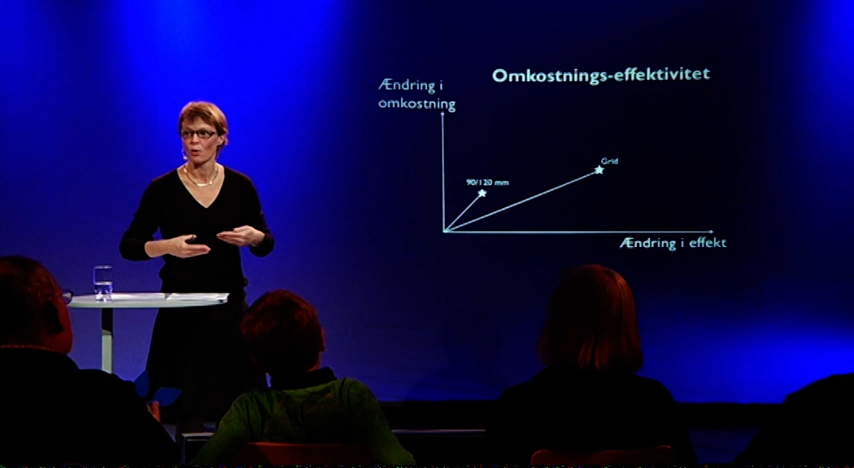 Omkostnings-effektivitet
Ændring i
omkostning
Grid
90/120 mm
Ændring i effekt